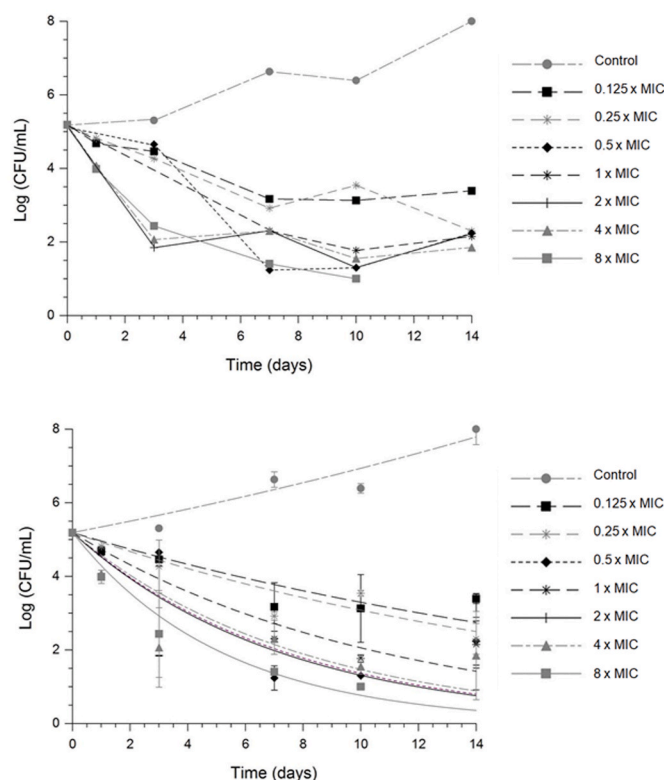 8
6
4
2
0
Log (CFU/mL)
0 2 4 6 8 10 12 14
Time (days)
Control
0.125 x MIC
0.25 x MIC
0.5 x MIC
1 x MIC
2 x MIC
4 x MIC
8 x MIC
8
6
4
2
0
Log (CFU/mL)
0 2 4 6 8 10 12 14
Time (days)
Control
0.125 x MIC
0.25 x MIC
0.5 x MIC
1 x MIC
2 x MIC
4 x MIC
8 x MIC